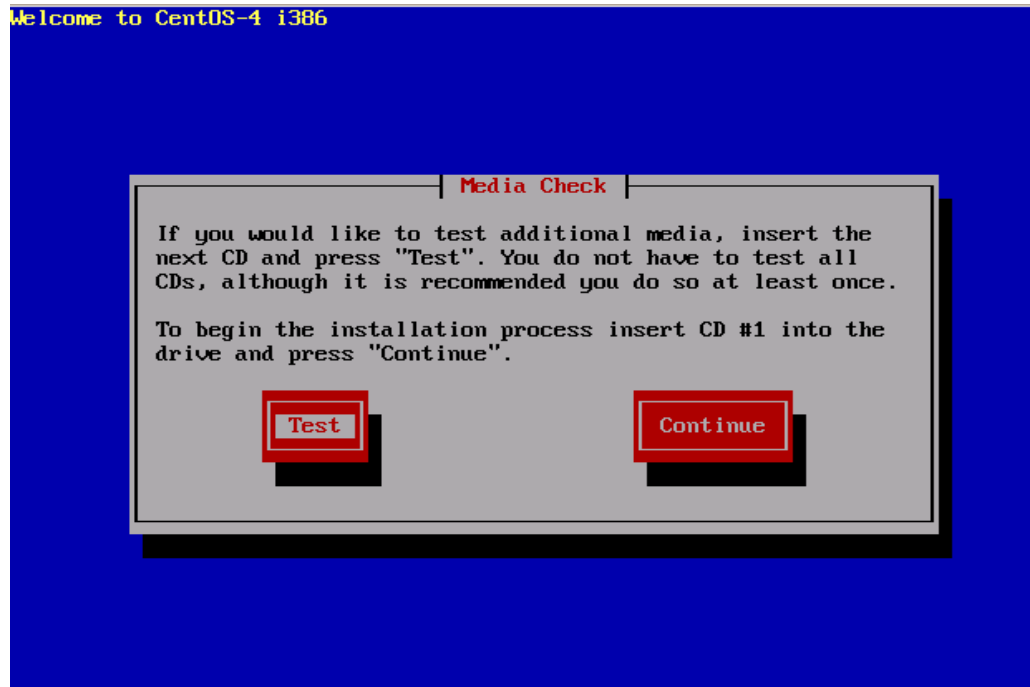 Welcome to CentOS-4 i386
Media Check
If you would like to test additional media, insert the
next CD and press "Test". You do not have to test all
CDs, although it is recommended you do so at least once.
To begin the installation process insert CD #1 into the
drive and press "Continue".
Test Continue